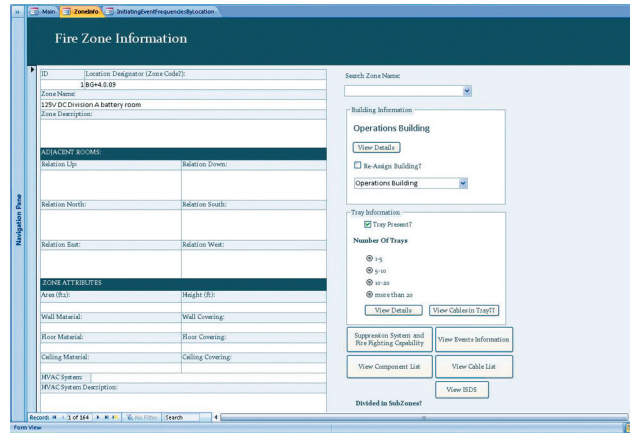 Main ZoneInfo InitiatingEventFrequenciesByLocation
Fire Zone Information
ID Location Designator (Zone Code?):
1 BG+4.0.09
Zone Name:
125V DC Division A battery room
Zone Description:
ADJACENT ROOMS:
Relation Up: Relation Down:
Relation North: Relation South:
Relation East: Relation West:
ZONE ATTRIBUTES
Area (ft2): Height (ft):
Wall Material: Wall Covering:
Floor Material: Floor Covering:
Ceiling Material: Ceiling Covering:
HVAC System:
HVAC System Description:
Search Zone Name:
Building Information
Operations Building
View Details
Re-Assign Building?
Operations Building
Tray Information
Tray Present?
Number Of Trays
1-5
5-10
10-20
more than 20
View Details View Cables in Tray??
Suppression System and
Fire Fighting Capability
View Events Information
View Component List View Cable List
View ISDS
Divided in SubZones?
Navigation Pane
Record: 1 of 164 No Filter Search
Form View